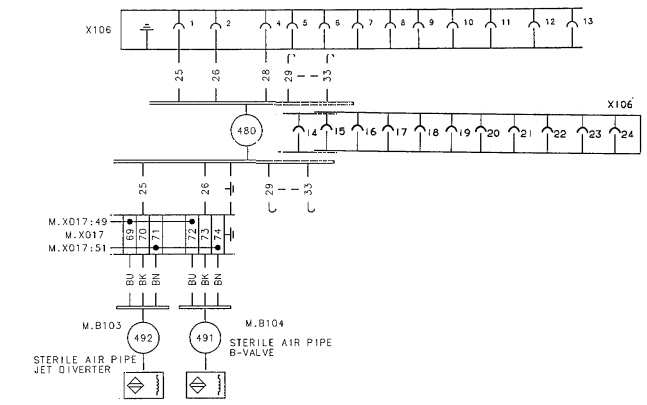 X106 1 2 4 5 6 7 8 9 10 11 12 13
25 26 28 29 33
X106
480 14 15 16 17 18 19 20 21 22 23 24
25 26 29 33
M.X017:49
M.X017 69 70 71 72 73 74
M.X017:51
BU BK BN BU BK BN
M.B103 M.B104
492 491
STERILE AIR PIPE
B-VALVE
STERILE AIR PIPE
JET DIVERTER